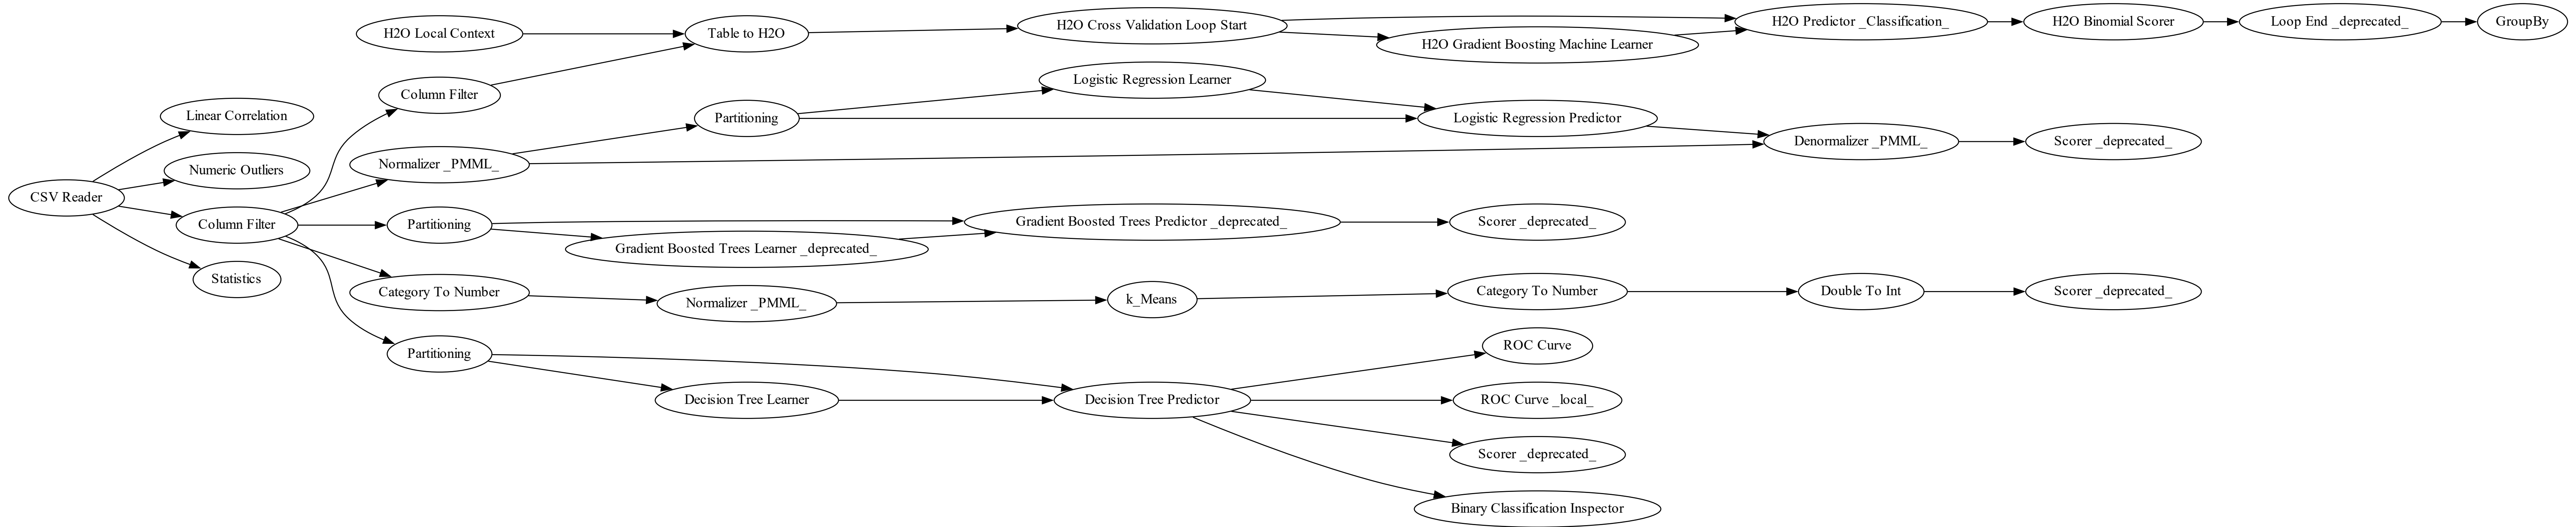 CSV Reader
Linear Correlation
Numeric Outliers
Column Filter
Statistics
H2O Local Context
Column Filter
Normalizer _PMML_
Partitioning
Category To Number
Partitioning
Table to H2O
Partitioning
Gradient Boosted Trees Learner _deprecated_
Normalizer _PMML_
Decision Tree Learner
H2O Cross Validation Loop Start
Logistic Regression Learner
Gradient Boosted Trees Predictor _deprecated_
k_Means
Decision Tree Predictor
H2O Gradient Boosting Machine Learner
Logistic Regression Predictor
Scorer _deprecated_
Category To Number
ROC Curve
ROC Curve _local_
Scorer _deprecated_
Binary Classification Inspector
H2O Predictor _Classification_
Denormalizer _PMML_
Double To Int
H2O Binomial Scorer
Scorer _deprecated_
Scorer _deprecated_
Loop End _deprecated_
GroupBy